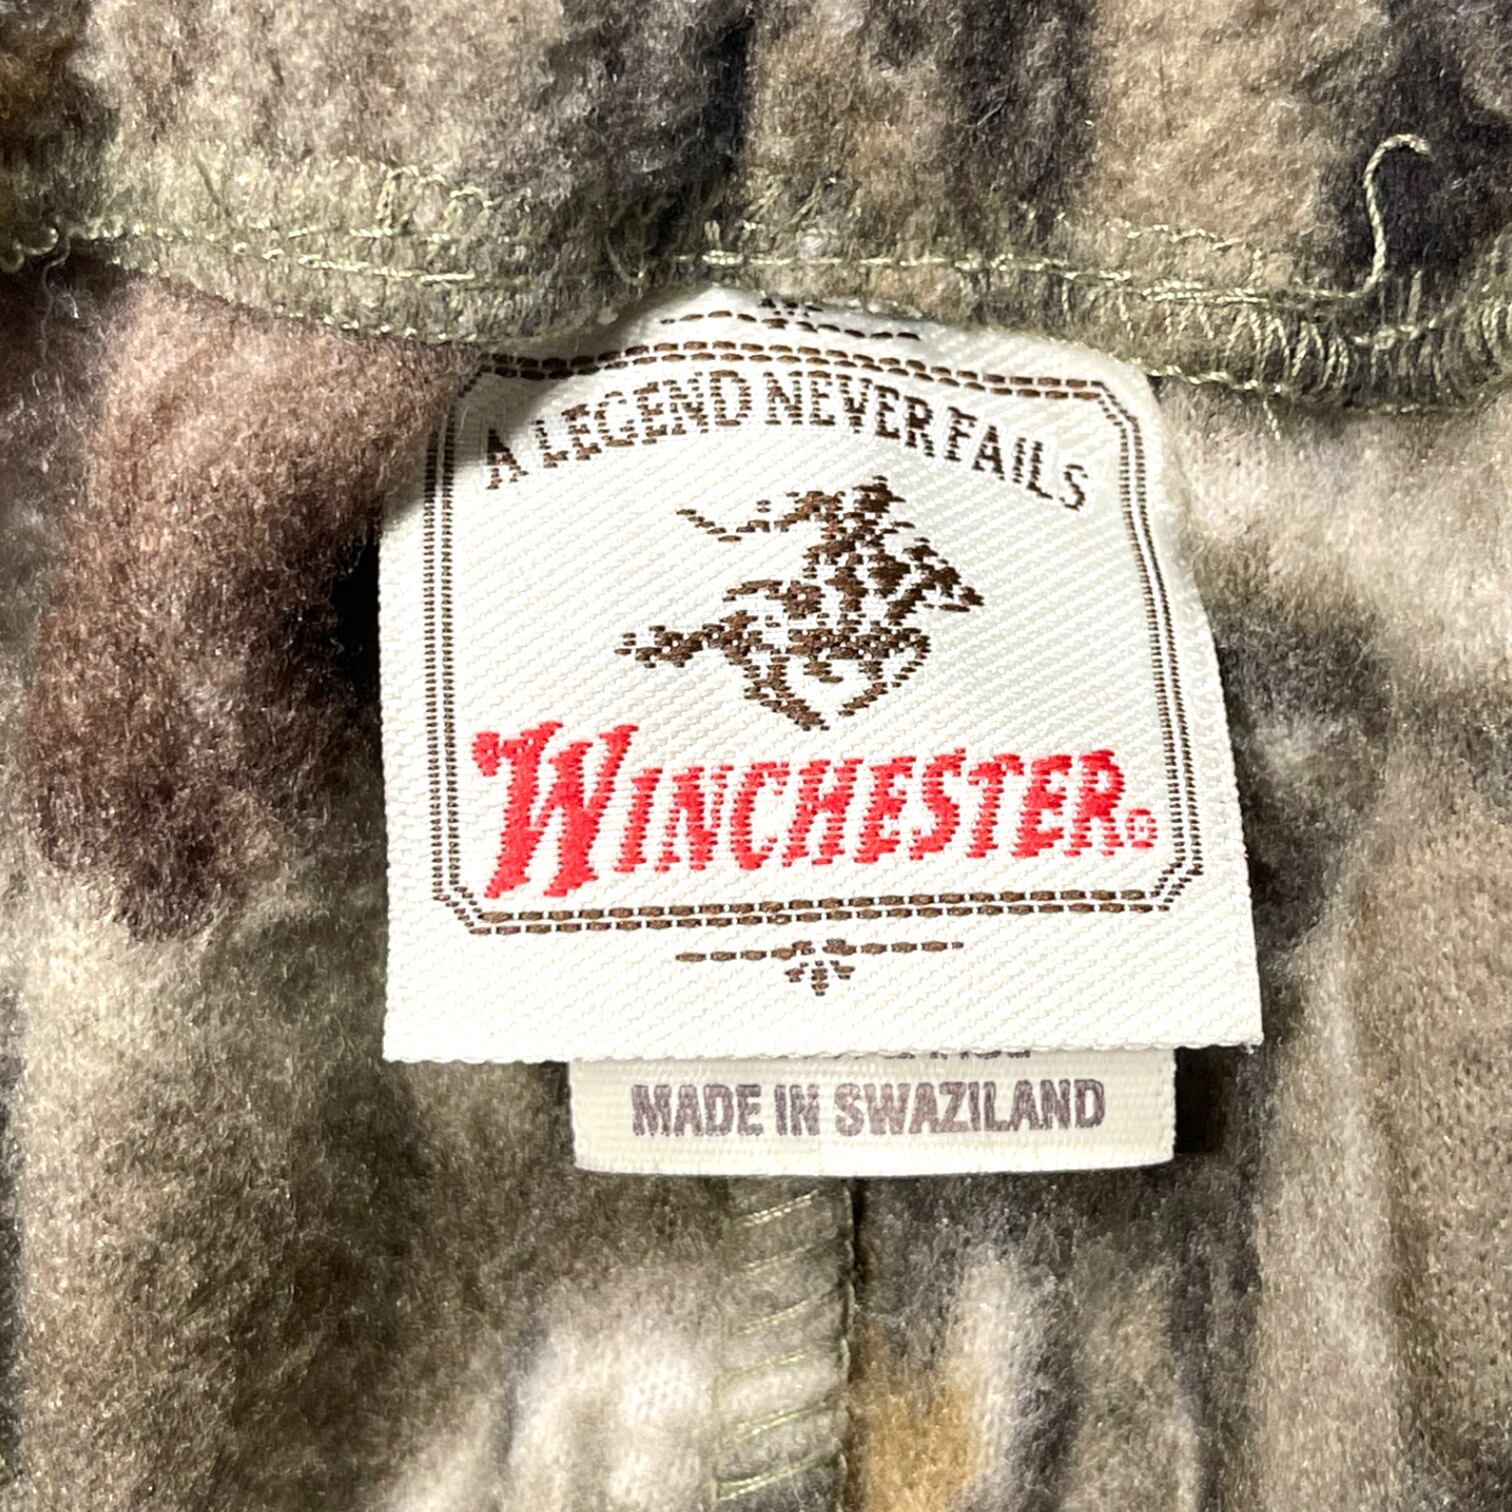 A LEGEND NEVER FAILS
WINCHESTER®
MADE IN SWAZILAND